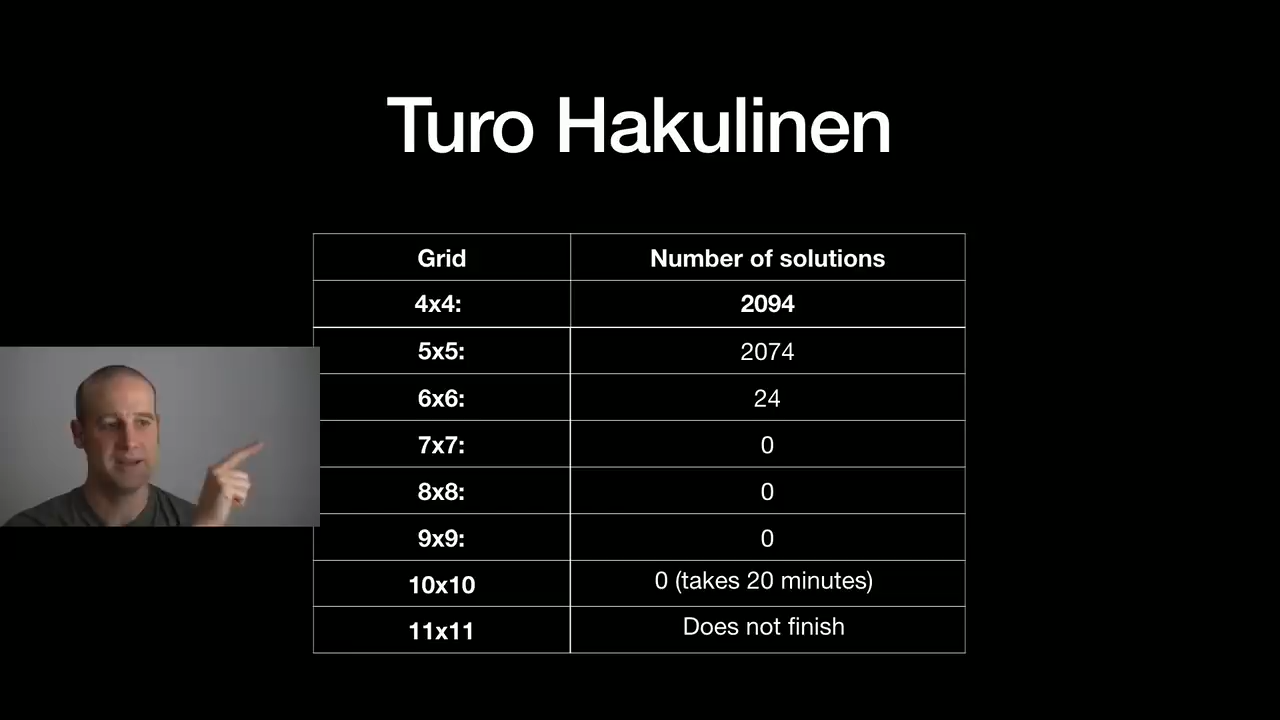 Turo Hakulinen
Grid Number of solutions
4x4: 2094
5x5: 2074
6x6: 24
7x7: 0
8x8: 0
9x9: 0
10x10 0 (takes 20 minutes)
11x11 Does not finish